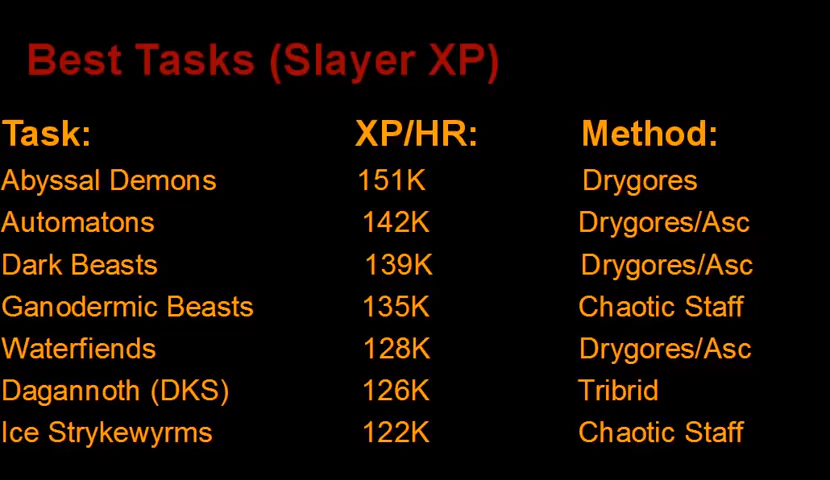 Best Tasks (Slayer XP)
Task: XP/HR: Method:
Abyssal Demons 151K Drygores
Automatons 142K Drygores/Asc
Dark Beasts 139K Drygores/Asc
Ganodermic Beasts 135K Chaotic Staff
Waterfiends 128K Drygores/Asc
Dagannoth (DKS) 126K Tribrid
Ice Strykewyrms 122K Chaotic Staff